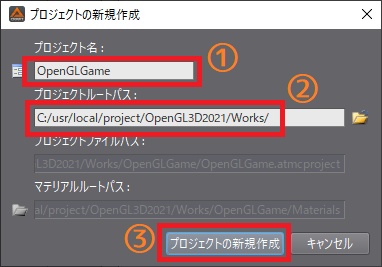 プロジェクトの新規作成
プロジェクト名:
①
OpenGLGame
②
プロジェクトルートパス:
C:/usr/local/project/OpenGL3D2021/Works/
プロジェクトファイルパス:
L3D2021/Works/OpenGLGame/OpenGLGame.atmcproject
マテリアルルートパス:
al/project/OpenGL3D2021/Works/OpenGLGame/Materials
③
プロジェクトの新規作成 キャンセル